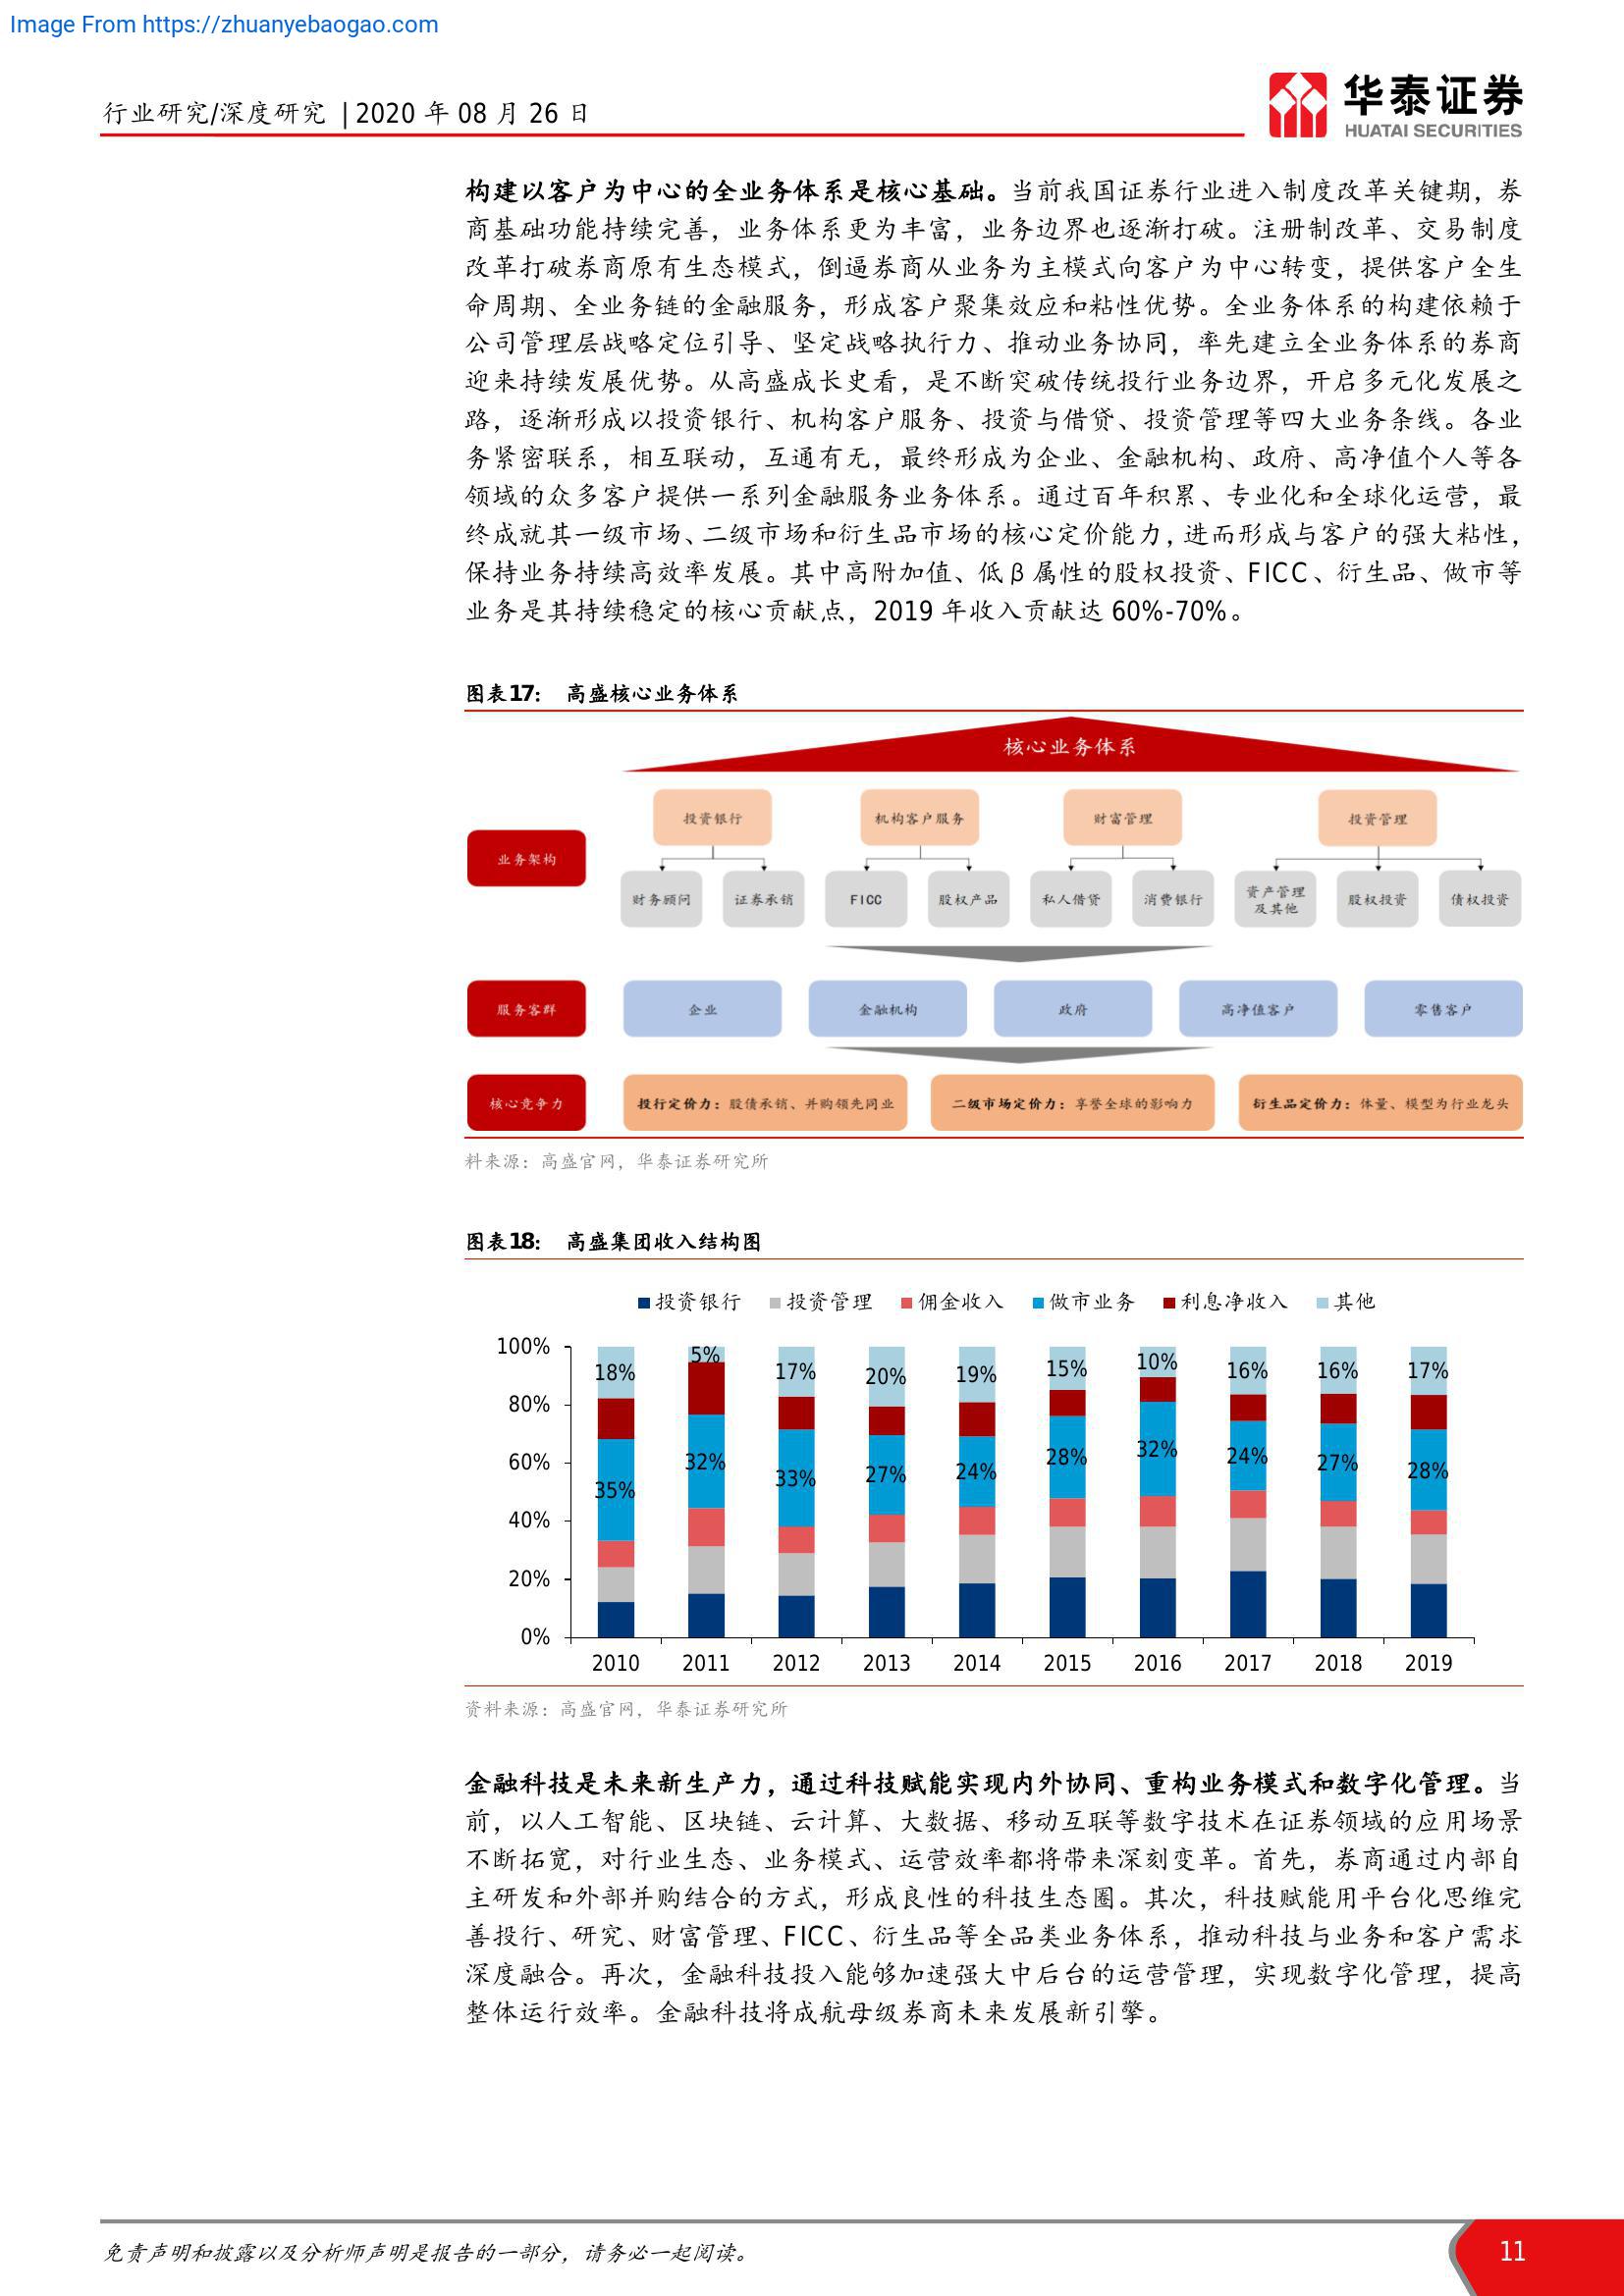 Image From https://zhuanyebaogao.com
行业研究/深度研究 | 2020 年 08 月 26 日
华泰证券
HUATAI SECURITIES
构建以客户为中心的全业务体系是核心基础。当前我国证券行业进入制度改革关键期，券
商基础功能持续完善，业务体系更为丰富，业务边界也逐渐打破。注册制改革、交易制度
改革打破券商原有生态模式，倒逼券商从业务为主模式向客户为中心转变，提供客户全生
命周期、全业务链的金融服务，形成客户聚集效应和粘性优势。全业务体系的构建依赖于
公司管理层战略定位引导、坚定战略执行力、推动业务协同，率先建立全业务体系的券商
迎来持续发展优势。从高盛成长史看，是不断突破传统投行业务边界，开启多元化发展之
路，逐渐形成以投资银行、机构客户服务、投资与借贷、投资管理等四大业务条线。各业
务紧密联系，相互联动，互通有无，最终形成为企业、金融机构、政府、高净值个人等各
领域的众多客户提供一系列金融服务业务体系。通过百年积累、专业化和全球化运营，最
终成就其一级市场、二级市场和衍生品市场的核心定价能力，进而形成与客户的强大粘性，
保持业务持续高效率发展。其中高附加值、低 β 属性的股权投资、FICC、衍生品、做市等
业务是其持续稳定的核心贡献点，2019 年收入贡献达 60%-70%。
图表17： 高盛核心业务体系
核心业务体系
业务架构
投资银行 机构客户服务 财富管理 投资管理
财务顾问 证券承销 FICC 股权产品 私人借贷 消费银行 资产管理及其他 股权投资 债权投资
服务客群 企业 金融机构 政府 高净值客户 零售客户
核心竞争力 投行定价力：股债承销、并购领先同业 二级市场定价力：享誉全球的影响力 衍生品定价力：体量、模型为行业龙头
料来源：高盛官网，华泰证券研究所
图表18： 高盛集团收入结构图
投资银行 投资管理 佣金收入 做市业务 利息净收入 其他
100%
80%
60%
40%
20%
0%
18% 5% 17% 20% 19% 15% 10% 16% 16% 17%
35% 32% 33% 27% 24% 28% 32% 24% 27% 28%
2010 2011 2012 2013 2014 2015 2016 2017 2018 2019
资料来源：高盛官网，华泰证券研究所
金融科技是未来新生产力，通过科技赋能实现内外协同、重构业务模式和数字化管理。当
前，以人工智能、区块链、云计算、大数据、移动互联等数字技术在证券领域的应用场景
不断拓宽，对行业生态、业务模式、运营效率都将带来深刻变革。首先，券商通过内部自
主研发和外部并购结合的方式，形成良性的科技生态圈。其次，科技赋能用平台化思维完
善投行、研究、财富管理、FICC、衍生品等全品类业务体系，推动科技与业务和客户需求
深度融合。再次，金融科技投入能够加速强大中后台的运营管理，实现数字化管理，提高
整体运行效率。金融科技将成航母级券商未来发展新引擎。
免责声明和披露以及分析师声明是报告的一部分，请务必一起阅读。
11